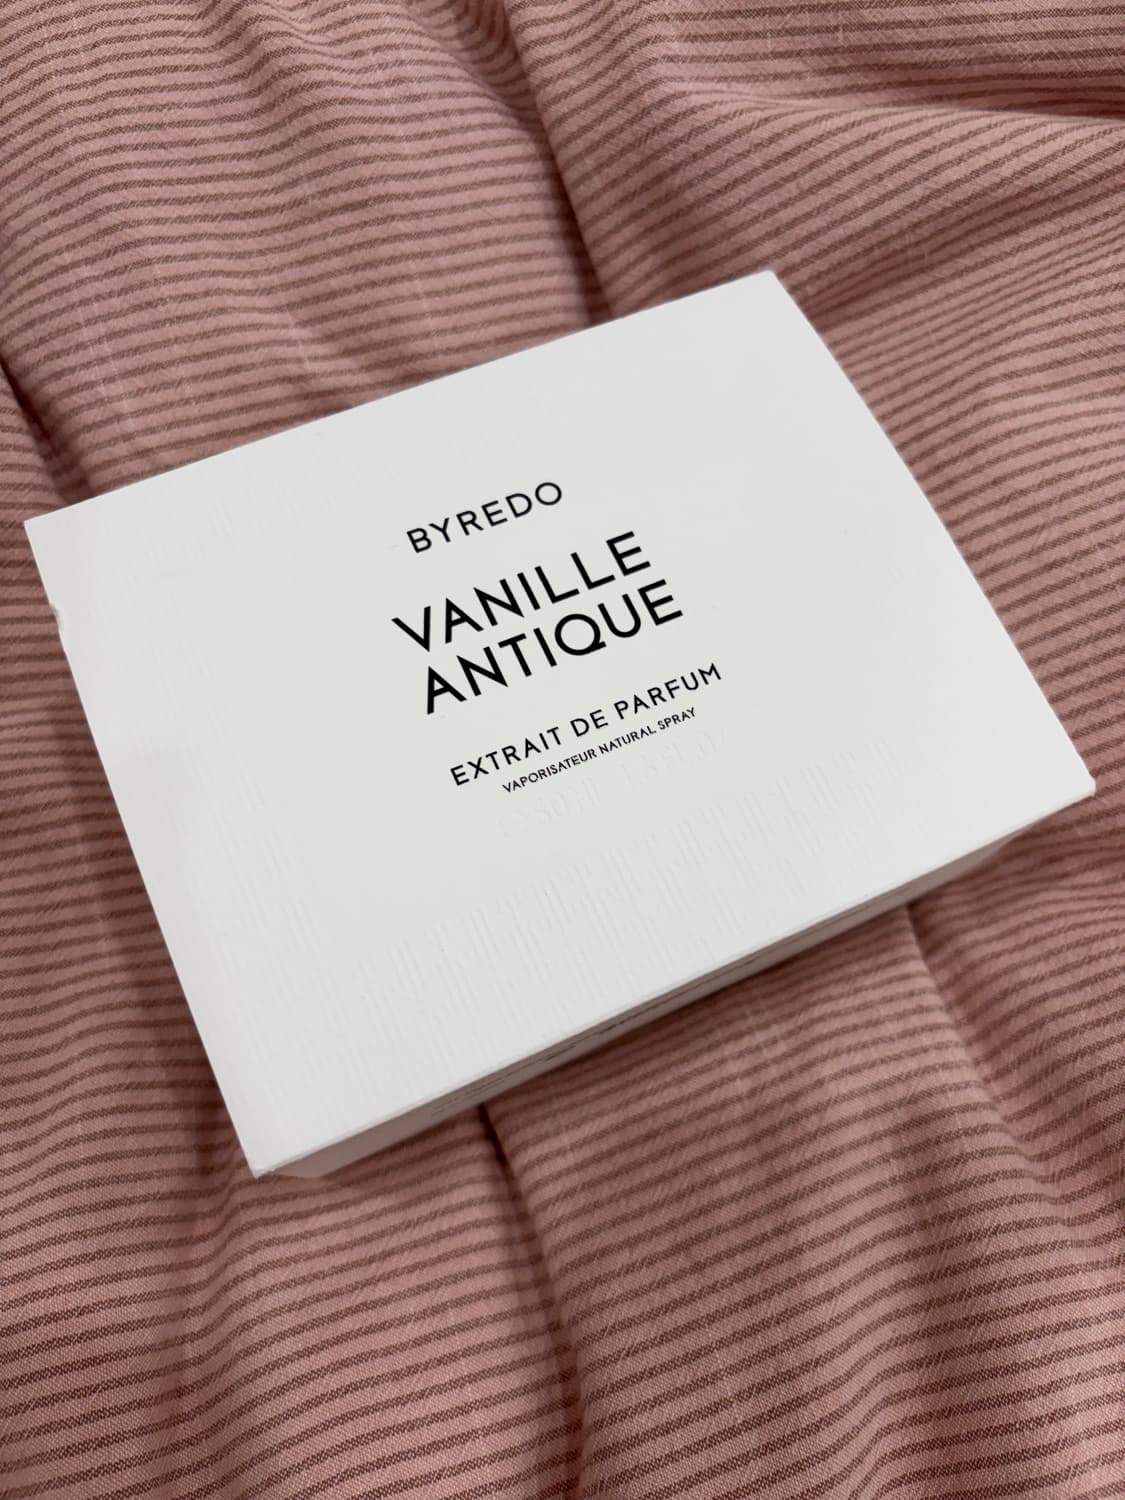 BYREDO
VANILLE
ANTIQUE
EXTRAIT DE PARFUM
VAPORISATEUR NATURAL SPRAY